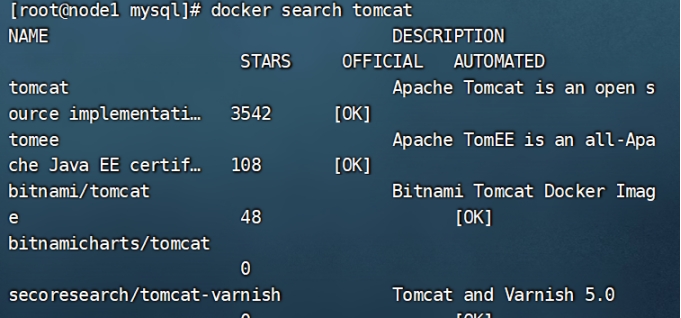 [root@node1 mysql]# docker search tomcat
NAME DESCRIPTION
STARS OFFICIAL AUTOMATED
tomcat Apache Tomcat is an open s
ource implementati… 3542 [OK]
tomee Apache TomEE is an all-Apa
che Java EE certif… 108 [OK]
bitnami/tomcat Bitnami Tomcat Docker Imag
e 48 [OK]
bitnamicharts/tomcat
0
secoresearch/tomcat-varnish Tomcat and Varnish 5.0
0 [OK]